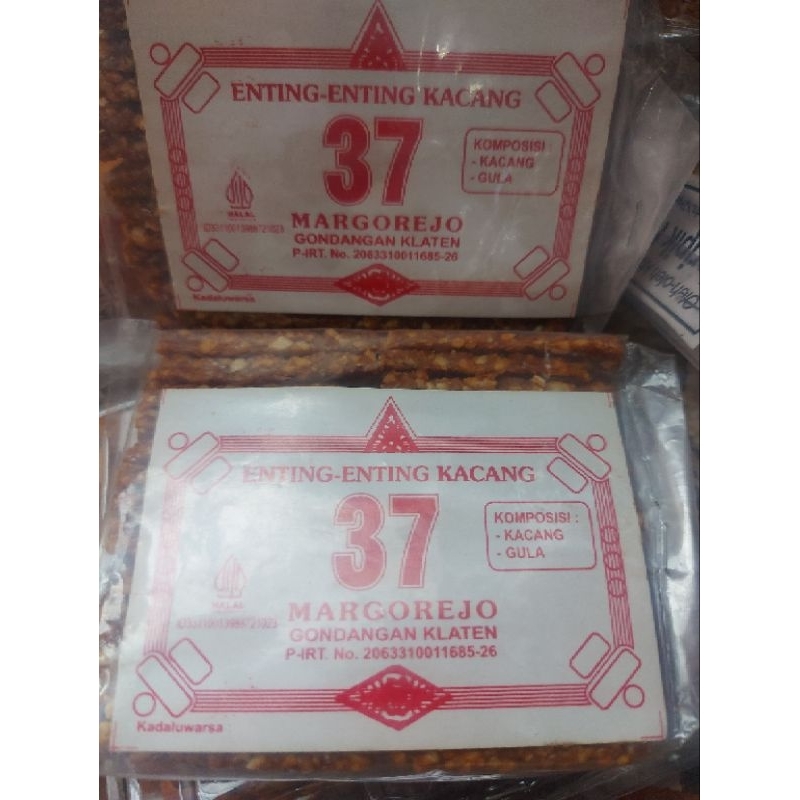 ENTING-ENTING KACANG
37
KOMPOSISI :
- KACANG
- GULA
HALAL
MARGOREJO
GONDANGAN KLATEN
P-IRT. No. 2063310011685-26
Kadaluwarsa
ENTING-ENTING KACANG
37
KOMPOSISI :
- KACANG
- GULA
HALAL
MARGOREJO
GONDANGAN KLATEN
P-IRT. No. 2063310011685-26
Kadaluwarsa